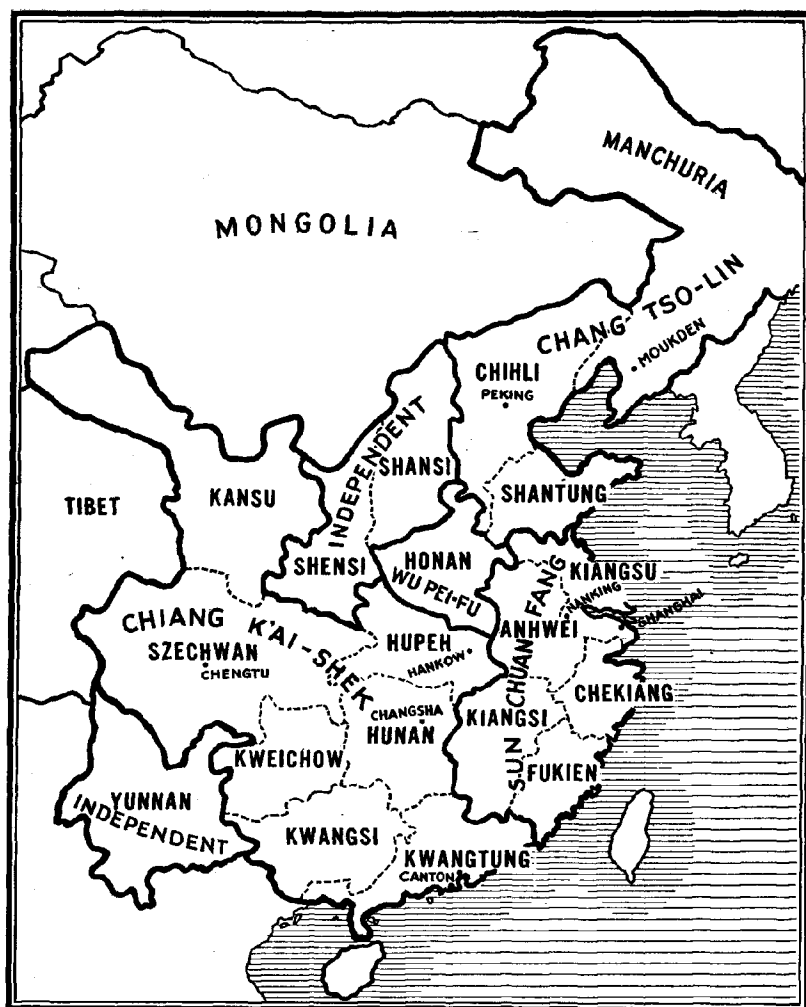 MANCHURIA
MONGOLIA
CHANG TSO-LIN
MOUKDEN
CHIHLI
PEKING
INDEPENDENT
SHANSI
TIBET
KANSU
SHANTUNG
SHENSI
HONAN
WU PEI-FU
KIANGSU
NANKING
SHANGHAI
ANHWEI
SUN CHUAN FANG
CHIANG K'AI-SHEK
SZECHWAN
CHENGTU
HUPEH
HANKOW
CHEKIANG
CHANGSHA
HUNAN
KIANGSI
KWEICHOW
FUKIEN
YUNNAN
INDEPENDENT
KWANGSI
KWANGTUNG
CANTON